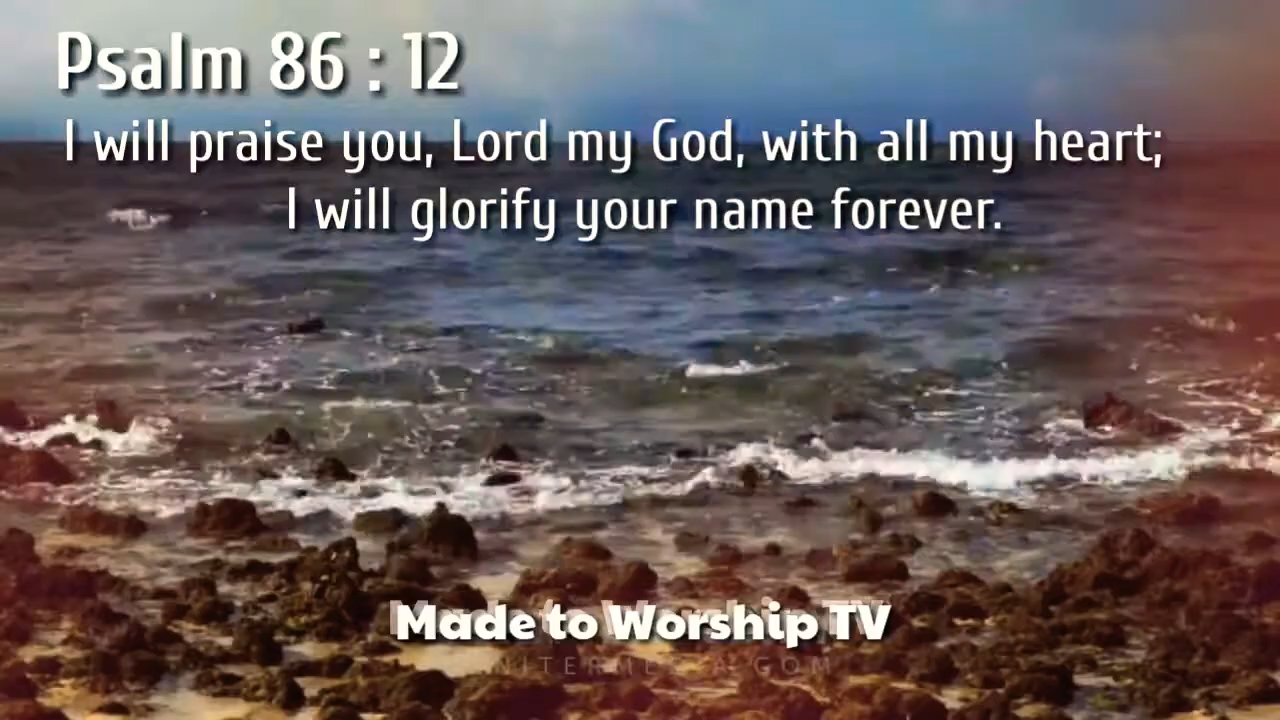 Psalm 86 : 12
I will praise you, Lord my God, with all my heart;
I will glorify your name forever.
Made to Worship TV